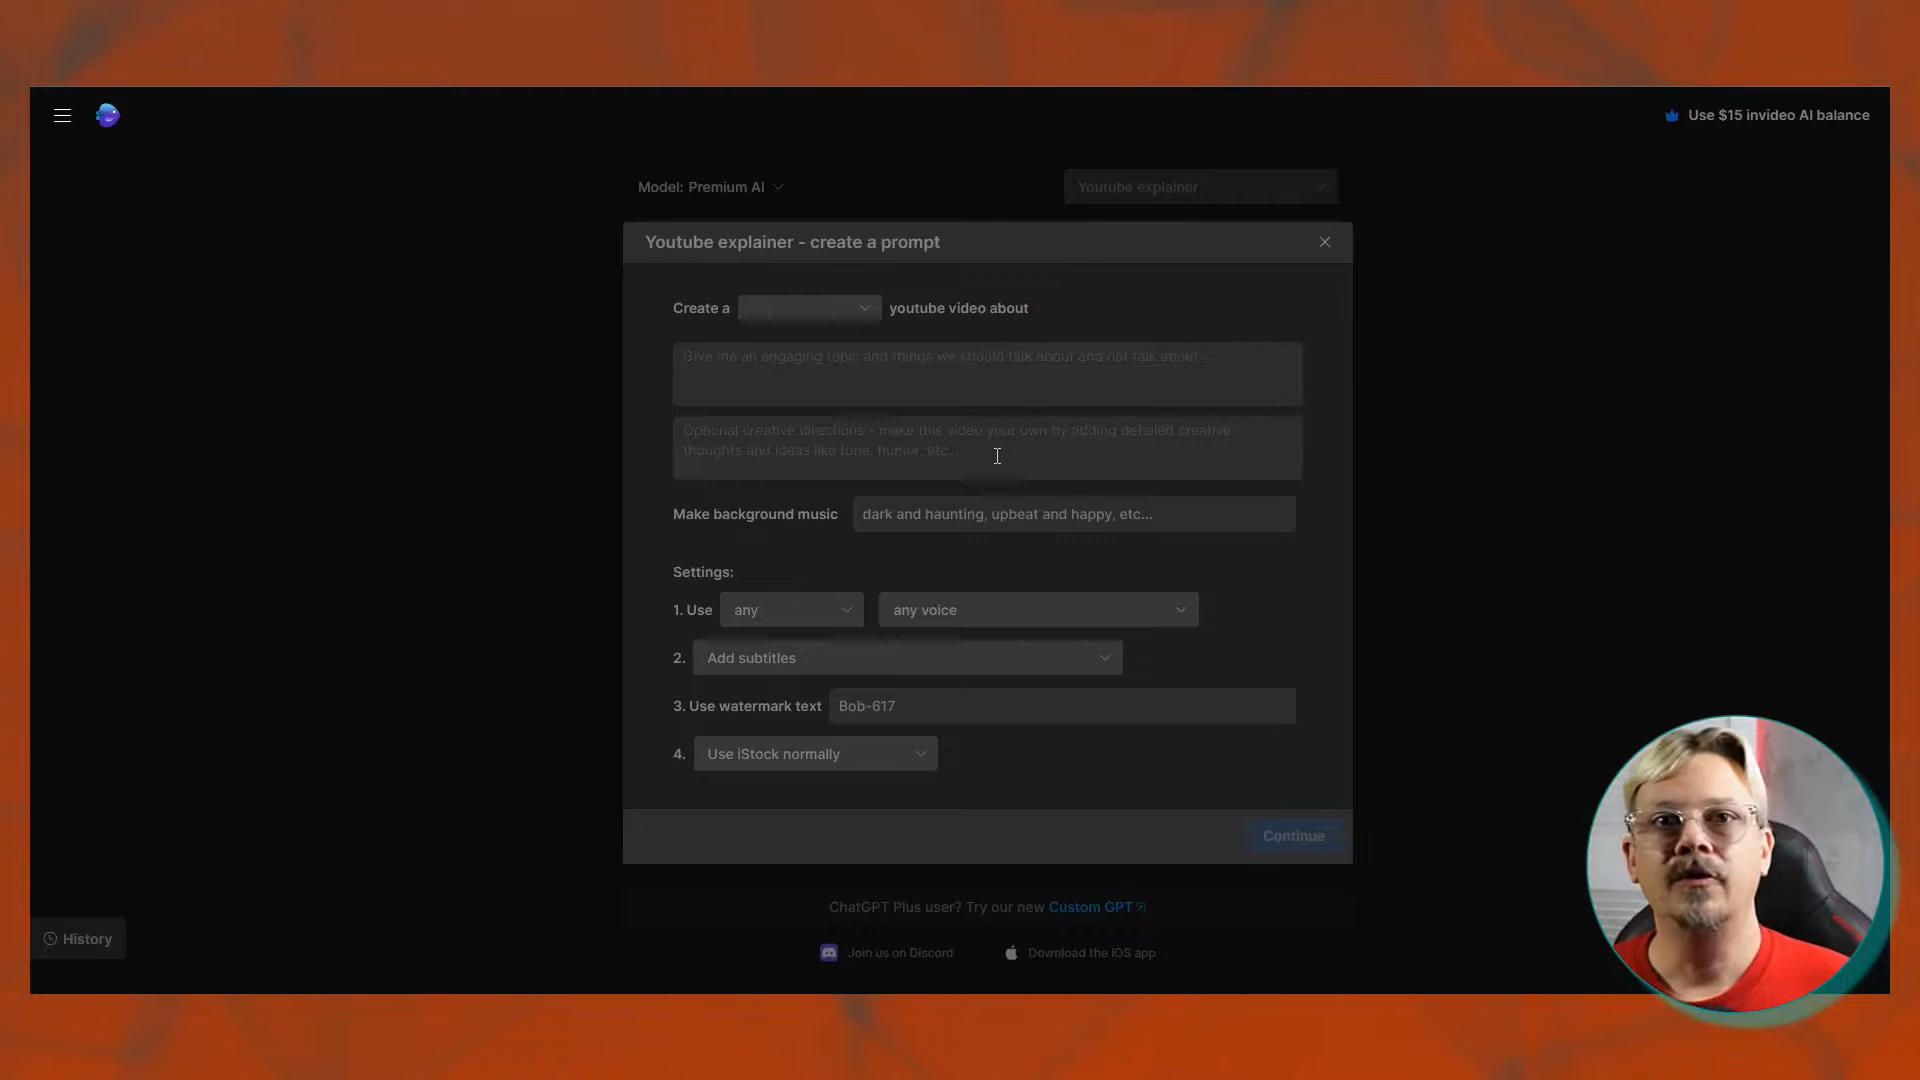 Use $15 invideo AI balance
Model: Premium AI
Youtube explainer
Youtube explainer - create a prompt
Create a youtube video about
Give me an engaging topic and things we should talk about and not talk about...
Optional creative directions - make this video your own by adding detailed creative
thoughts and ideas like tone, humor, etc...
Make background music dark and haunting, upbeat and happy, etc...
Settings:
1. Use any any voice
2. Add subtitles
3. Use watermark text Bob-617
4. Use iStock normally
Continue
ChatGPT Plus user? Try our new Custom GPT
History
Join us on Discord Download the iOS app